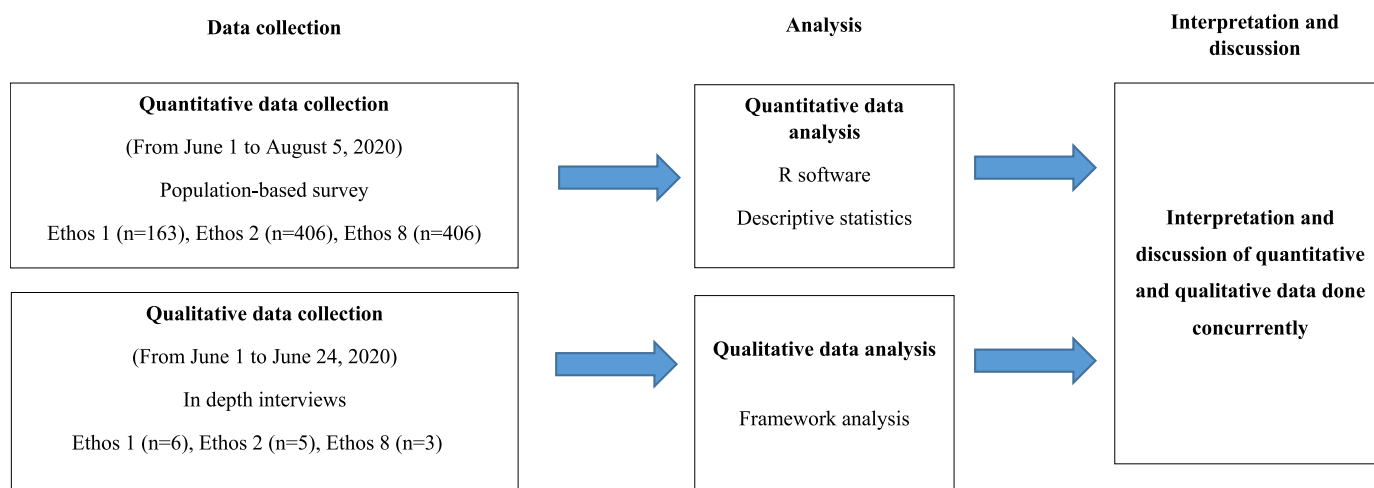 Data collection
Analysis
Interpretation and
discussion
Quantitative data collection
(From June 1 to August 5, 2020)
Population-based survey
Ethos 1 (n=163), Ethos 2 (n=406), Ethos 8 (n=406)
Quantitative data
analysis
R software
Descriptive statistics
Qualitative data collection
(From June 1 to June 24, 2020)
In depth interviews
Ethos 1 (n=6), Ethos 2 (n=5), Ethos 8 (n=3)
Qualitative data analysis
Framework analysis
Interpretation and
discussion of quantitative
and qualitative data done
concurrently